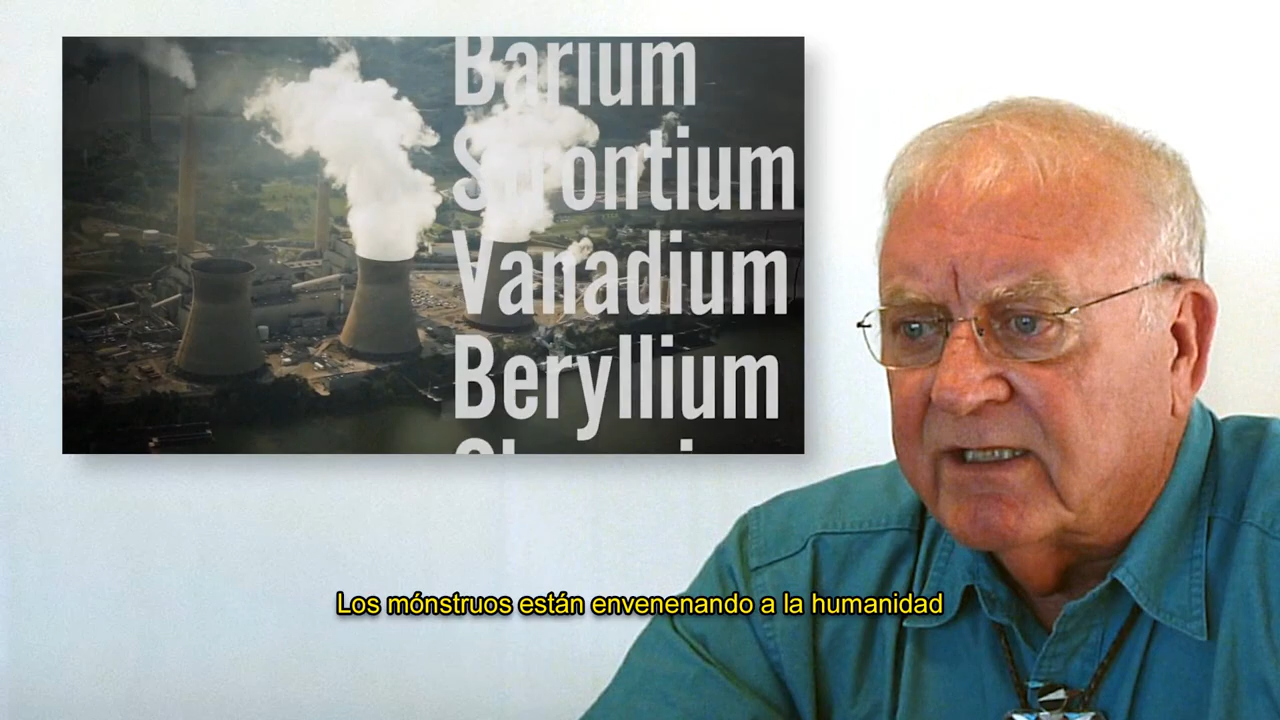 Barium
Strontium
Vanadium
Beryllium
Los mónstruos están envenenando a la humanidad